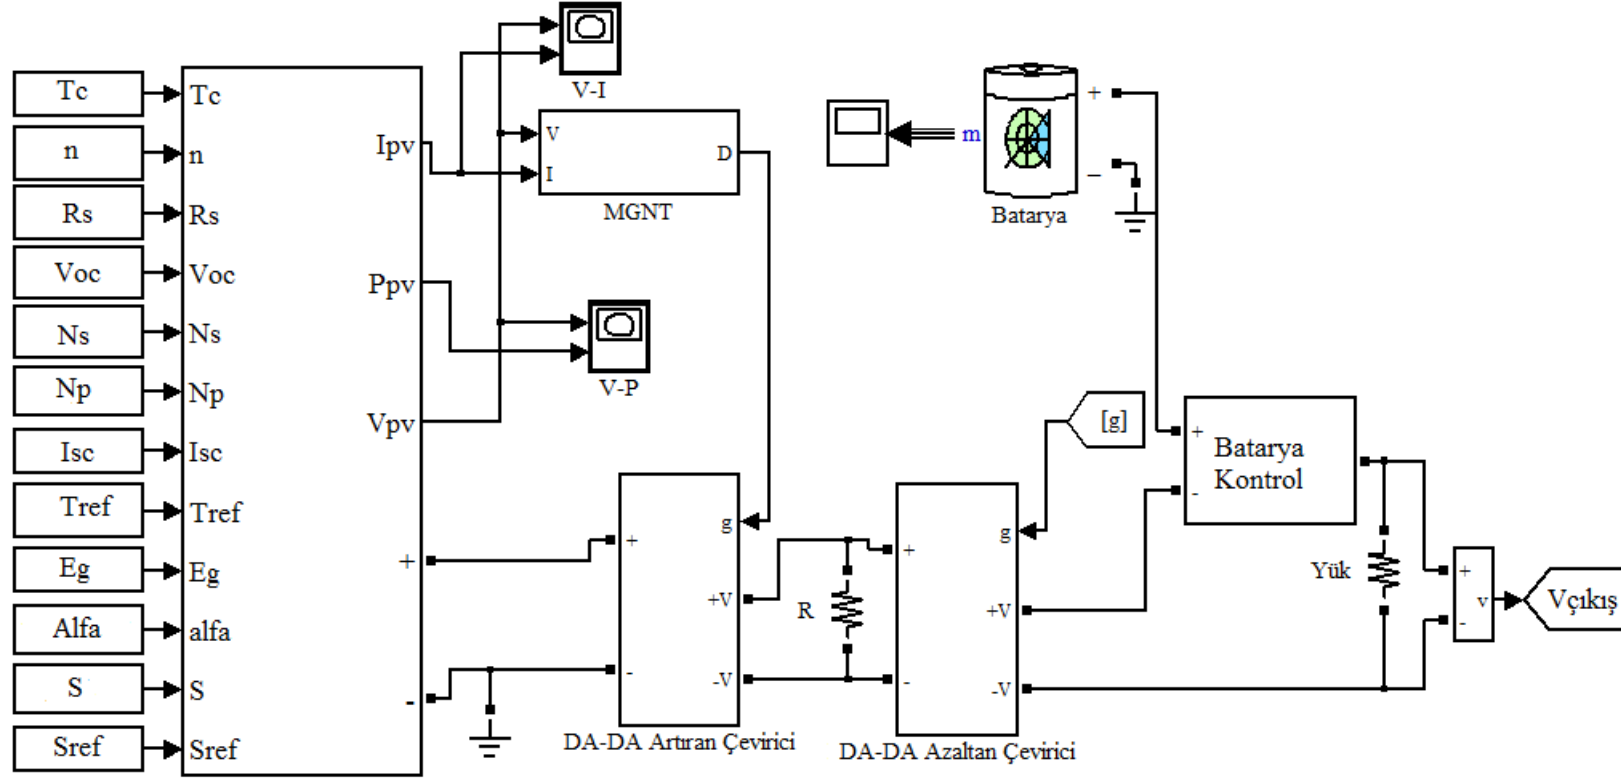 Tc
n
Rs
Voc
Ns
Np
Isc
Tref
Eg
Alfa
S
Sref
Tc
n
Rs
Voc
Ns
Np
Isc
Tref
Eg
alfa
S
Sref
Ipv
Ppv
Vpv
+
-
V-I
V
I
D
MGNT
V-P
+
-
g
+V
-V
DA-DA Artıran Çevirici
R
+
-
g
+V
-V
DA-DA Azaltan Çevirici
[g]
m
+
−
Batarya
+
-
Batarya
Kontrol
Yük
+
-
v
Vçıkış